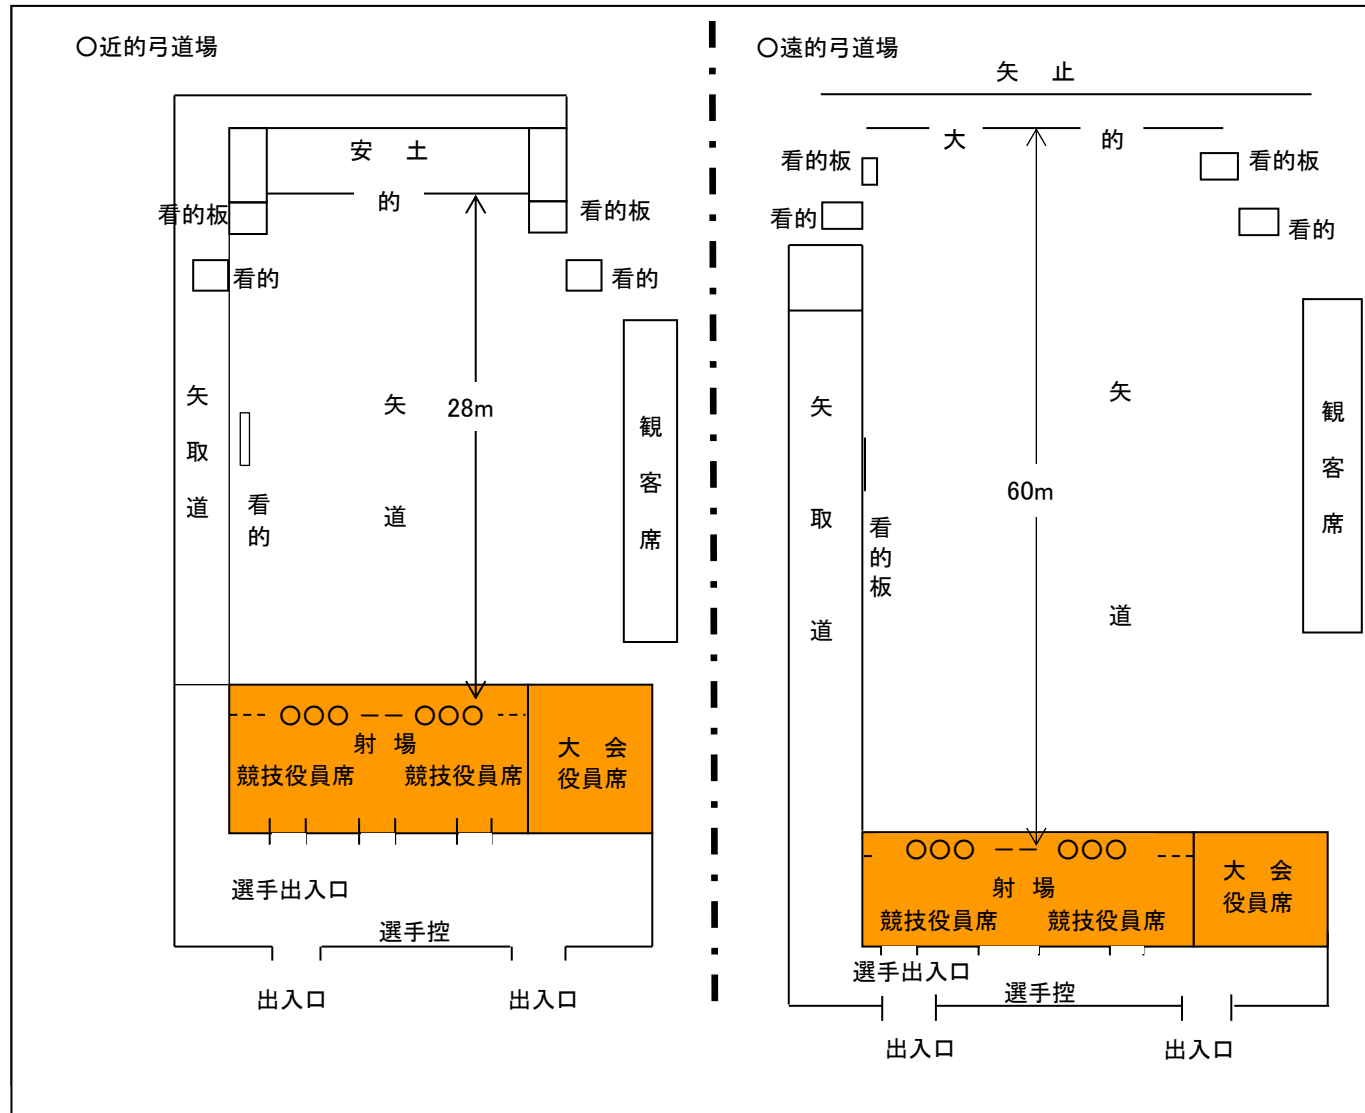 〇近的弓道場
安 土
的
看的板
看的板
看的
看的
矢取道
矢道
28m
看的
観客席
〇〇〇 ―― 〇〇〇
射 場
競技役員席 競技役員席
大 会
役員席
選手出入口
選手控
出入口 出入口
〇遠的弓道場
矢 止
大 的
看的板
看的板
看的
看的
矢取道
矢道
60m
看的板
観客席
〇〇〇 ―― 〇〇〇
射 場
競技役員席 競技役員席
大 会
役員席
選手出入口
選手控
出入口 出入口